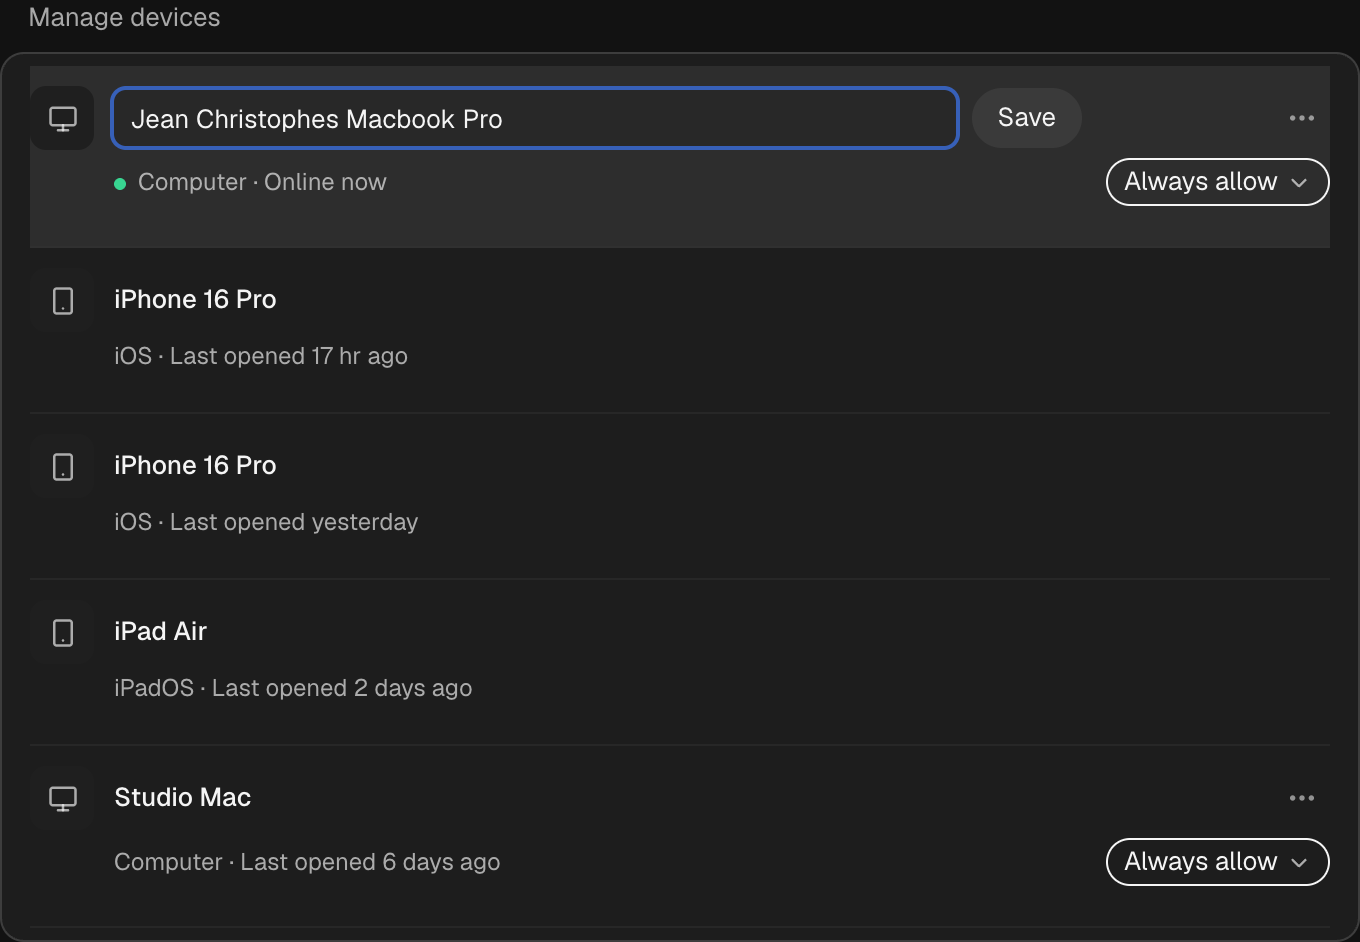 Manage devices
Jean Christophes Macbook Pro
Save
Computer · Online now
Always allow
iPhone 16 Pro
iOS · Last opened 17 hr ago
iPhone 16 Pro
iOS · Last opened yesterday
iPad Air
iPadOS · Last opened 2 days ago
Studio Mac
Computer · Last opened 6 days ago
Always allow